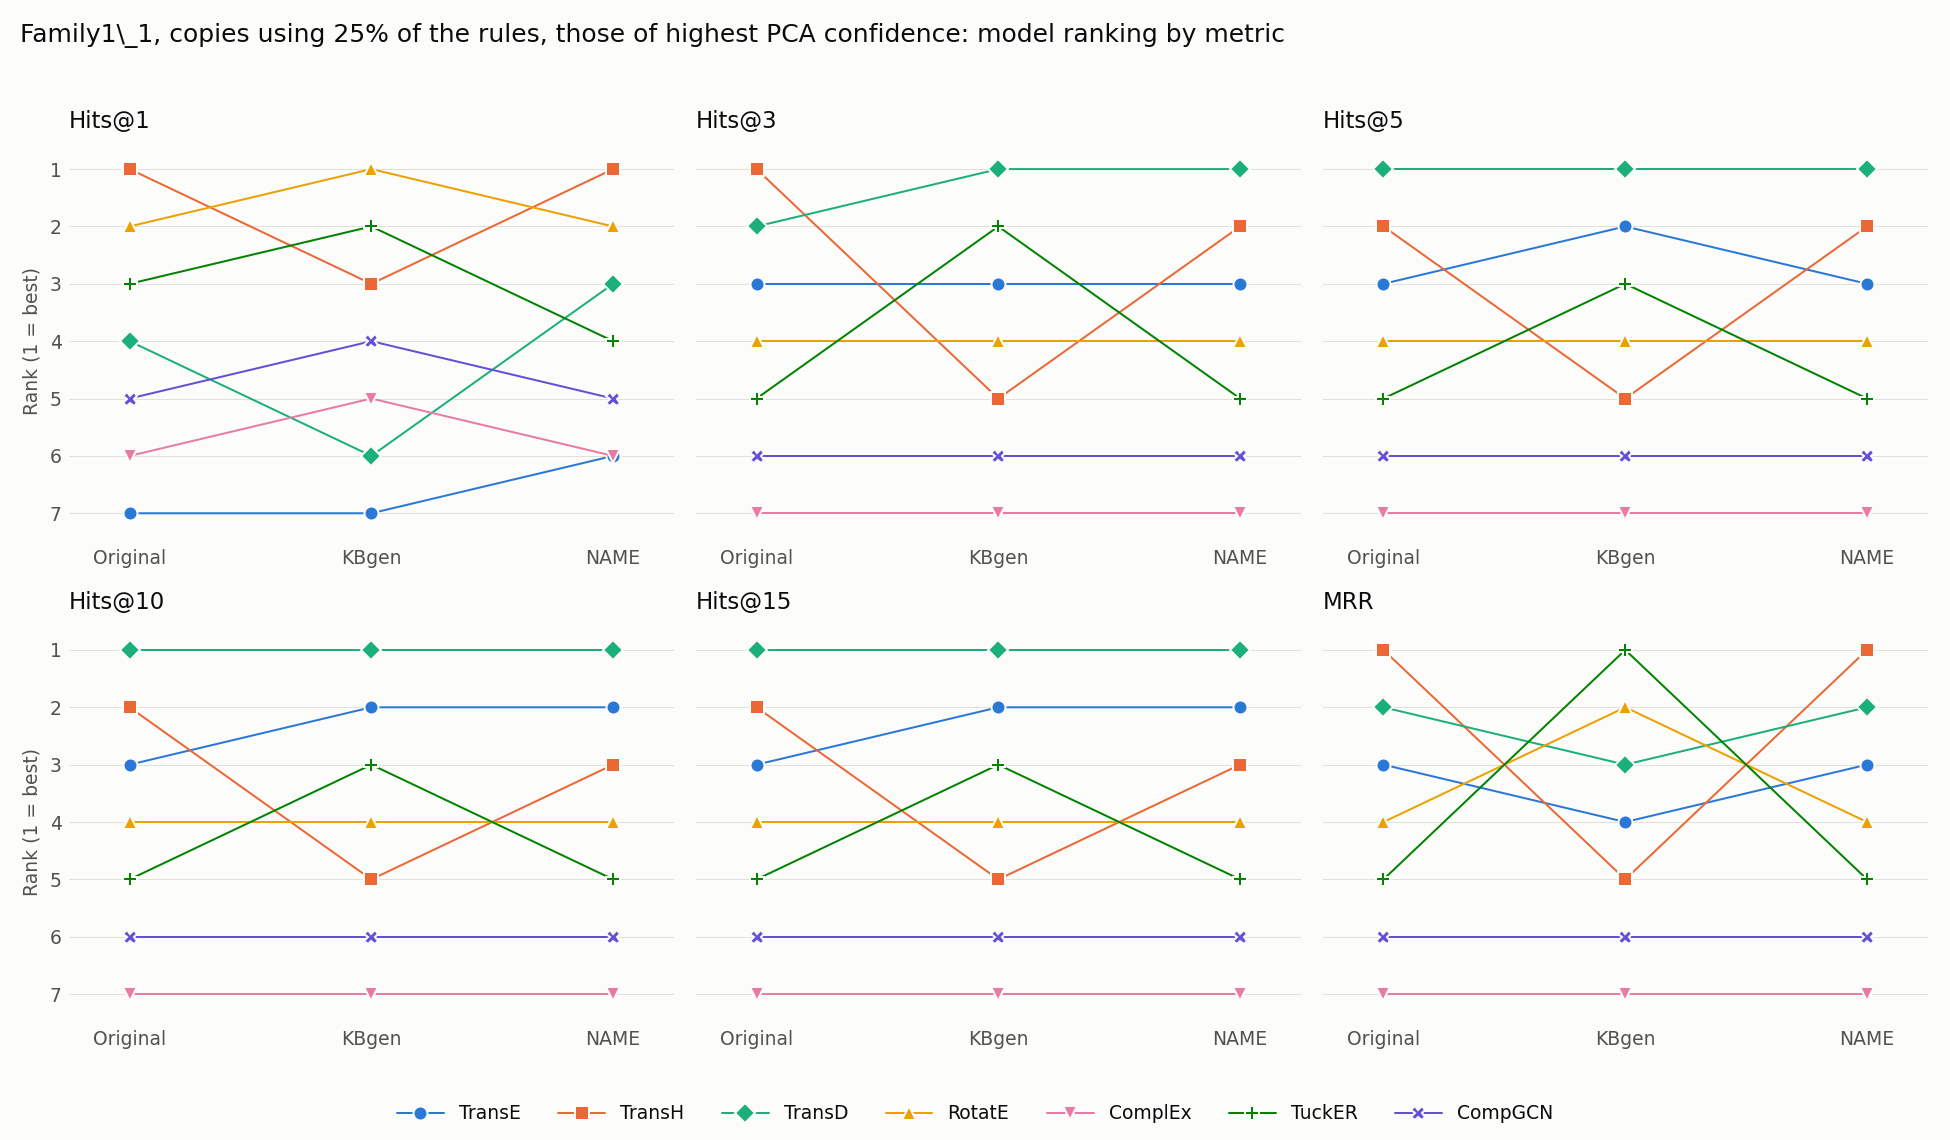 Family1\_1, copies using 25% of the rules, those of highest PCA confidence: model ranking by metric
Hits@1
Hits@3
Hits@5
Rank (1 = best)
1
2
3
4
5
6
7
Original
KBgen
NAME
Original
KBgen
NAME
Original
KBgen
NAME
Hits@10
Hits@15
MRR
Rank (1 = best)
1
2
3
4
5
6
7
Original
KBgen
NAME
Original
KBgen
NAME
Original
KBgen
NAME
TransE
TransH
TransD
RotatE
ComplEx
TuckER
CompGCN